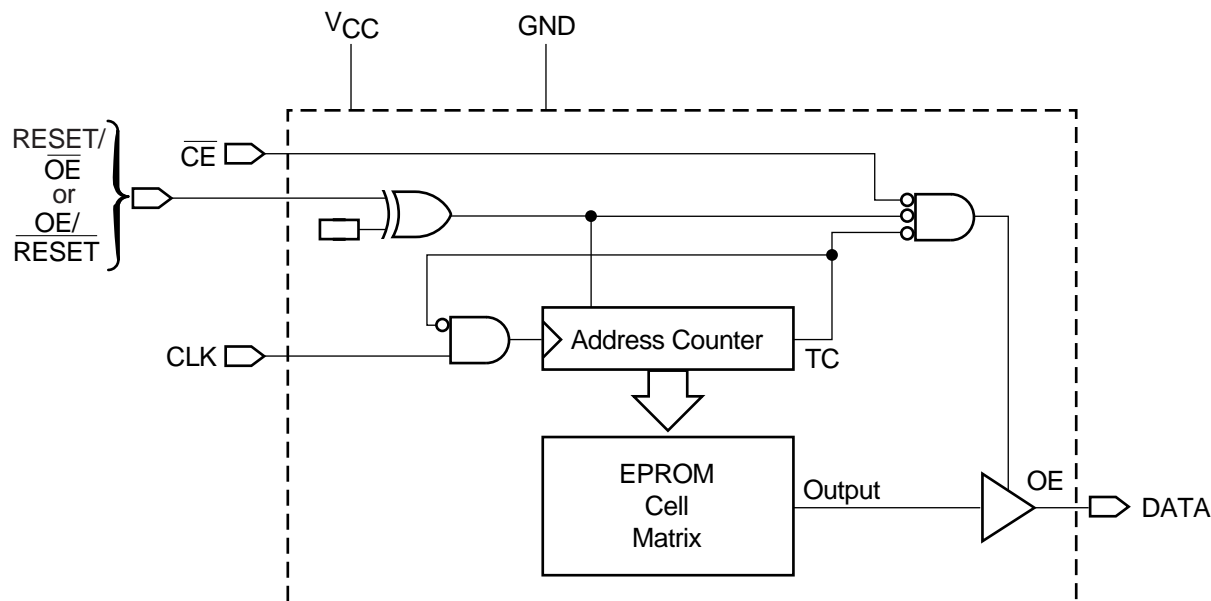 VCC
GND
RESET/
OE
or
OE/
RESET
CE
CLK
Address Counter
TC
EPROM
Cell
Matrix
Output
OE
DATA